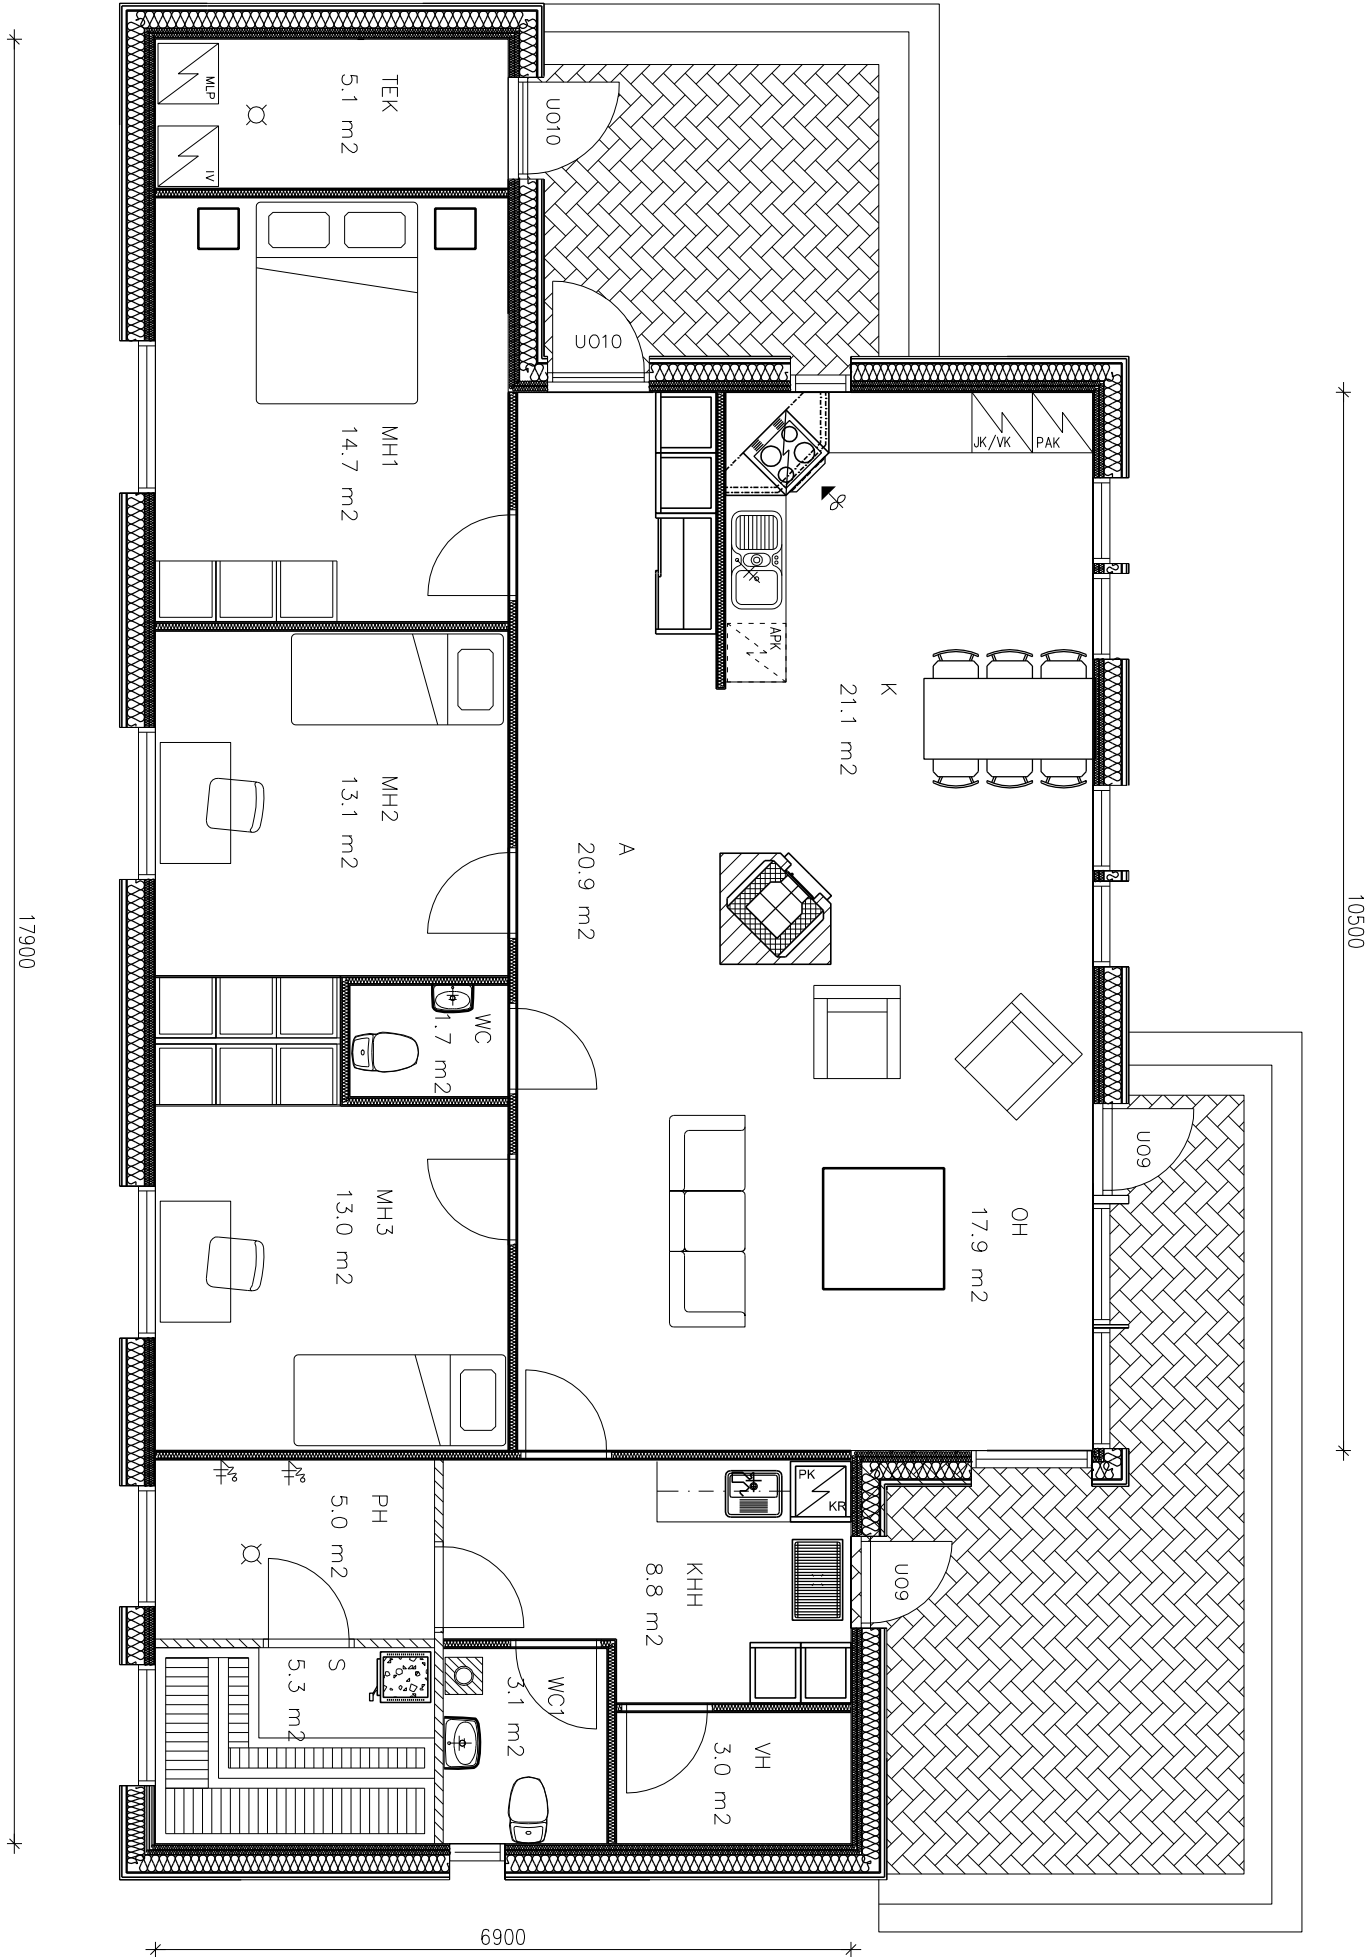 TEK
5.1 m2
MLP
IV
UO10
UO10
MH1
14.7 m2
JK/VK
PAK
APK
K
21.1 m2
MH2
13.1 m2
A
20.9 m2
WC
1.7 m2
MH3
13.0 m2
OH
17.9 m2
UO9
PH
5.0 m2
PK
KR
KHH
8.8 m2
UO9
S
5.3 m2
WC1
3.1 m2
VH
3.0 m2
17900
10500
6900